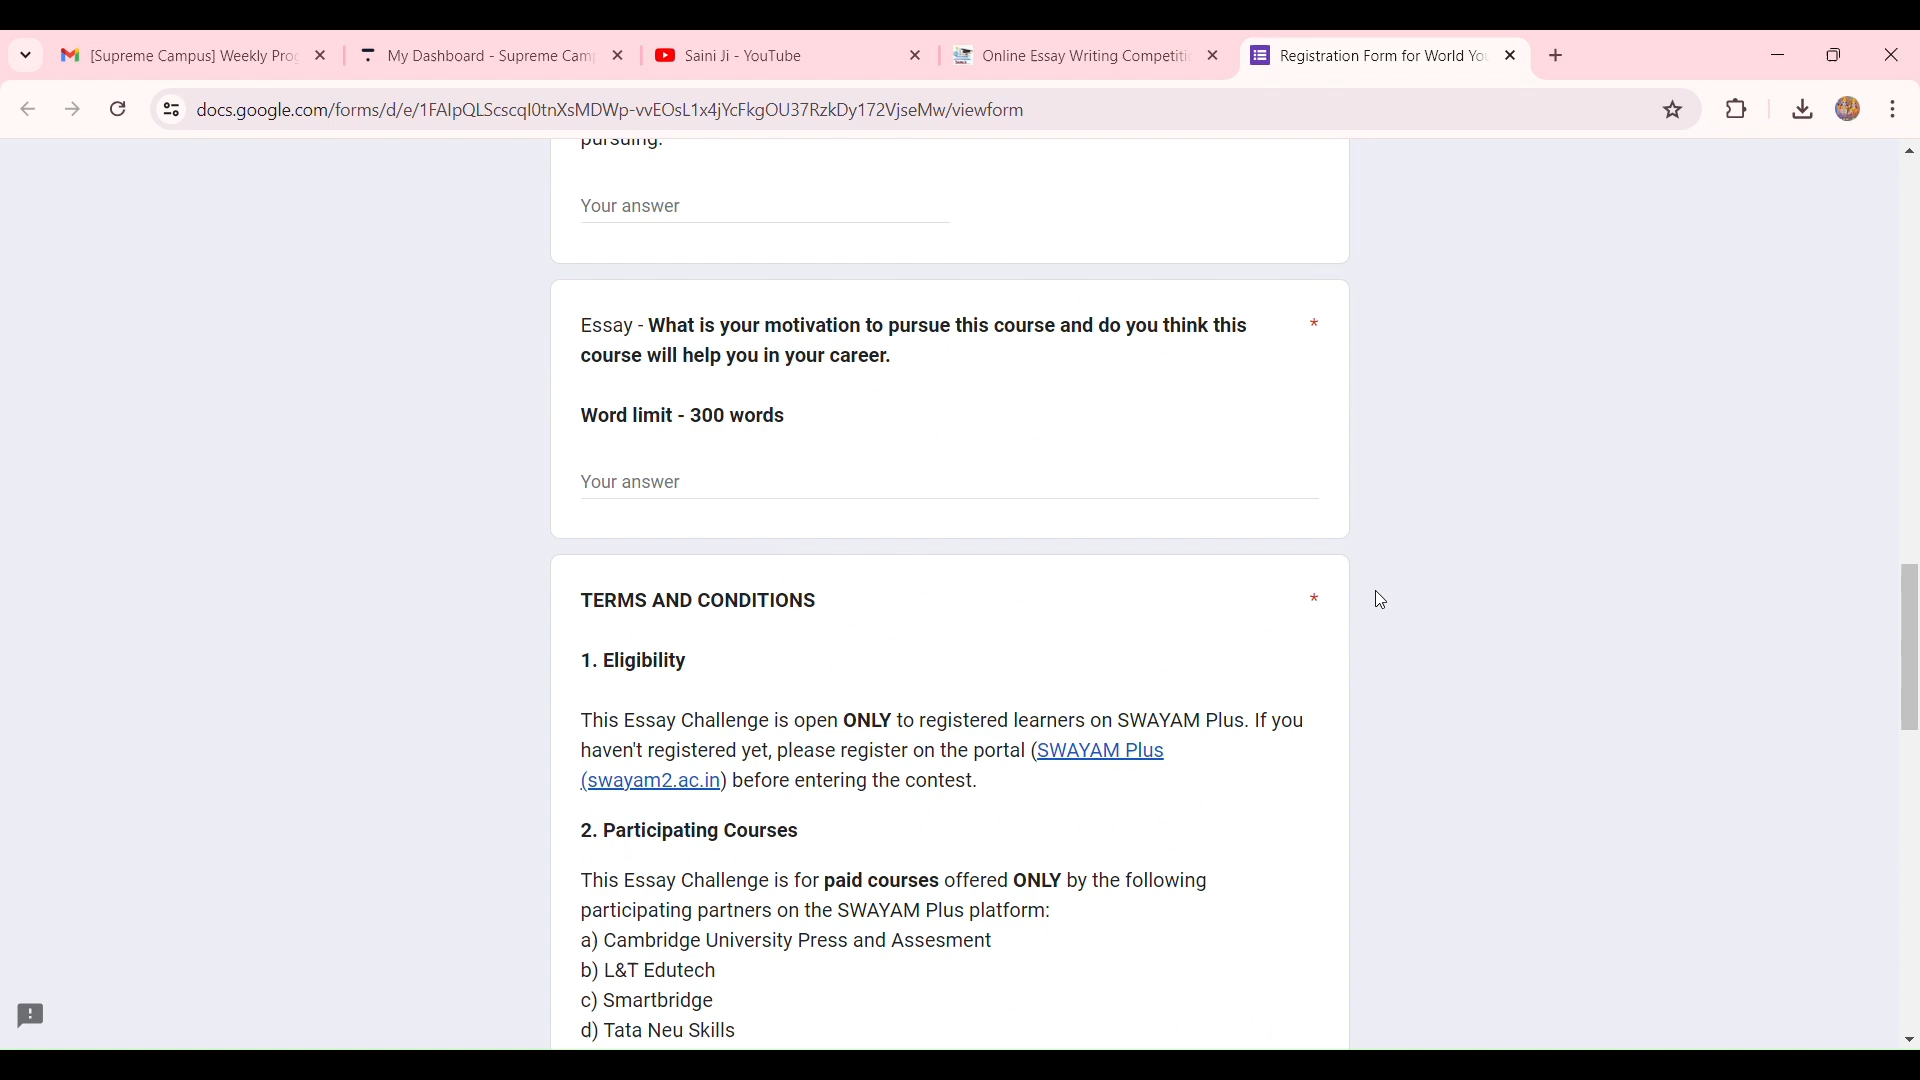 [Supreme Campus] Weekly Prog
My Dashboard - Supreme Camp
Saini Ji - YouTube
Online Essay Writing Competitio
Registration Form for World You
docs.google.com/forms/d/e/1FAIpQLScscqI0tnXsMDWp-vvEOsL1x4jYcFkgOU37RzkDy172VjseMw/viewform
pursuing.
Your answer
Essay - What is your motivation to pursue this course and do you think this *
course will help you in your career.
Word limit - 300 words
Your answer
TERMS AND CONDITIONS *
1. Eligibility
This Essay Challenge is open ONLY to registered learners on SWAYAM Plus. If you
haven't registered yet, please register on the portal (SWAYAM Plus
(swayam2.ac.in) before entering the contest.
2. Participating Courses
This Essay Challenge is for paid courses offered ONLY by the following
participating partners on the SWAYAM Plus platform:
a) Cambridge University Press and Assesment
b) L&T Edutech
c) Smartbridge
d) Tata Neu Skills